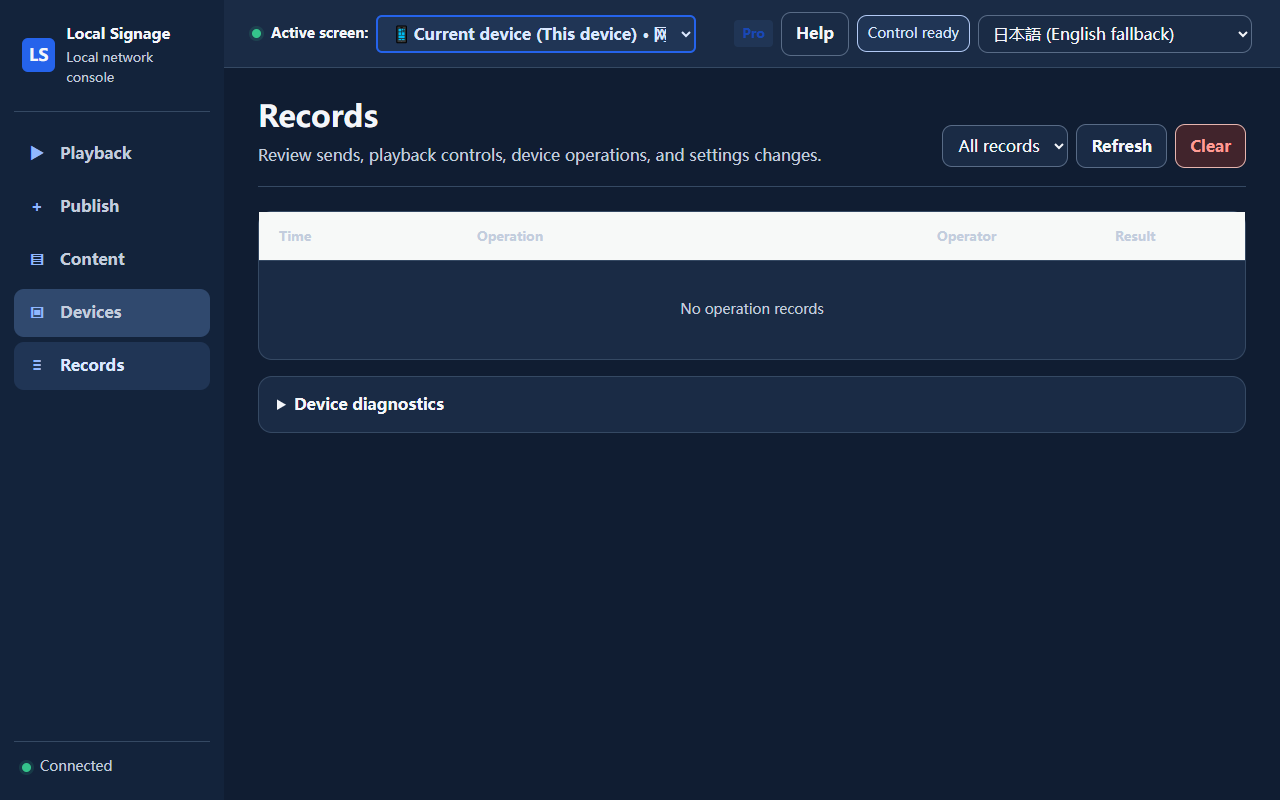 LS
Local Signage
Local network
console
Active screen:
Current device (This device) •
Pro
Help
Control ready
日本語 (English fallback)
Playback
Publish
Content
Devices
Records
Records
Review sends, playback controls, device operations, and settings changes.
All records
Refresh
Clear
Time Operation Operator Result
No operation records
Device diagnostics
Connected